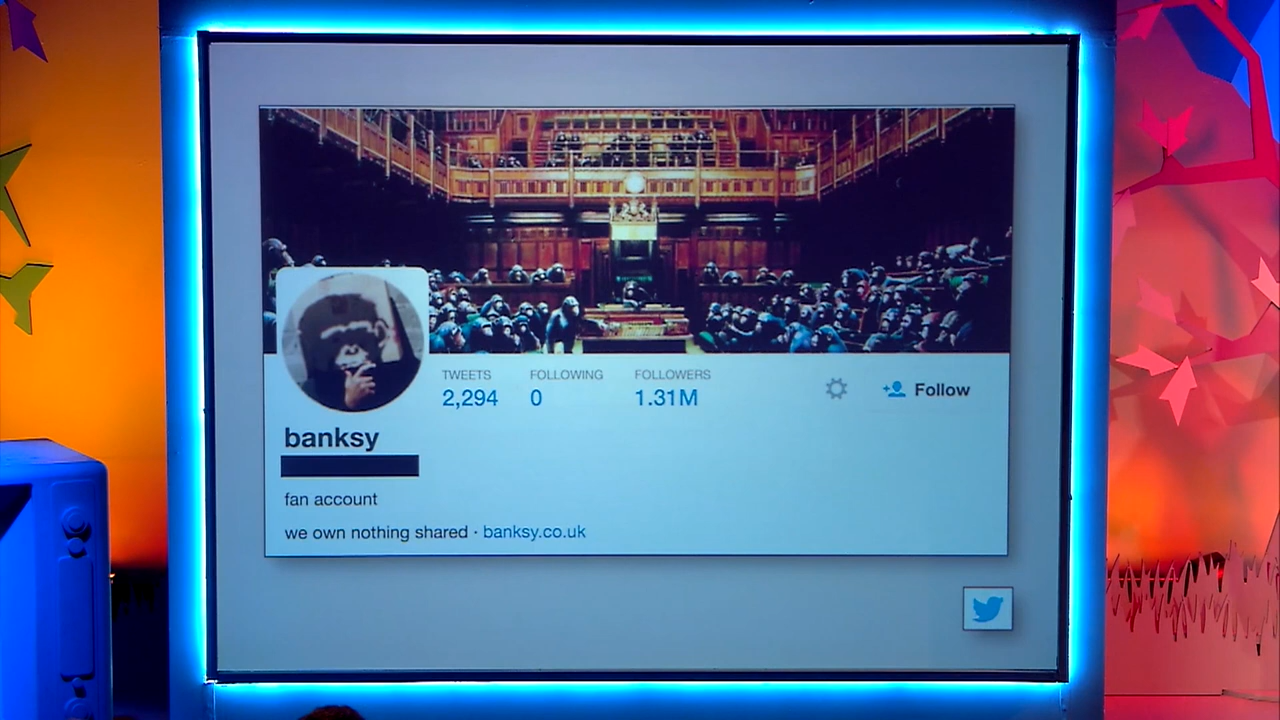 TWEETS FOLLOWING FOLLOWERS
2,294 0 1.31M Follow
banksy
fan account
we own nothing shared · banksy.co.uk